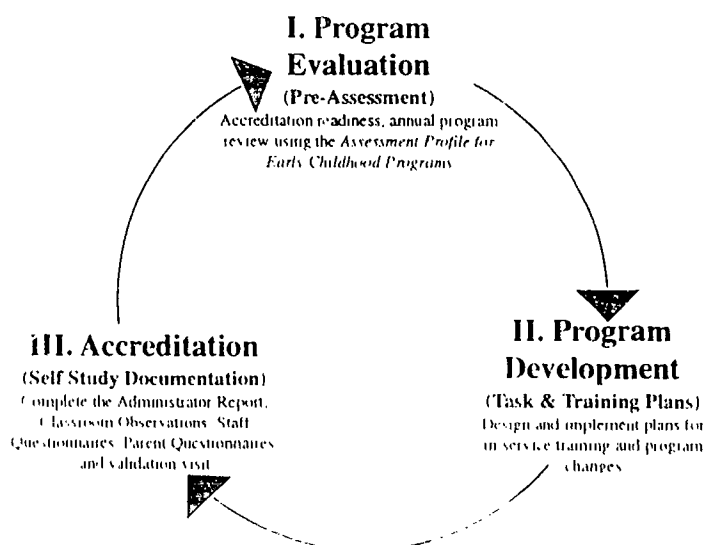 I. Program
Evaluation
(Pre-Assessment)
Accreditation readiness, annual program
review using the Assessment Profile for
Early Childhood Programs
III. Accreditation
(Self Study Documentation)
Complete the Administrator Report,
Classroom Observations, Staff
Questionnaires, Parent Questionnaires
and validation visit
II. Program
Development
(Task & Training Plans)
Design and implement plans for
in service training and program
changes